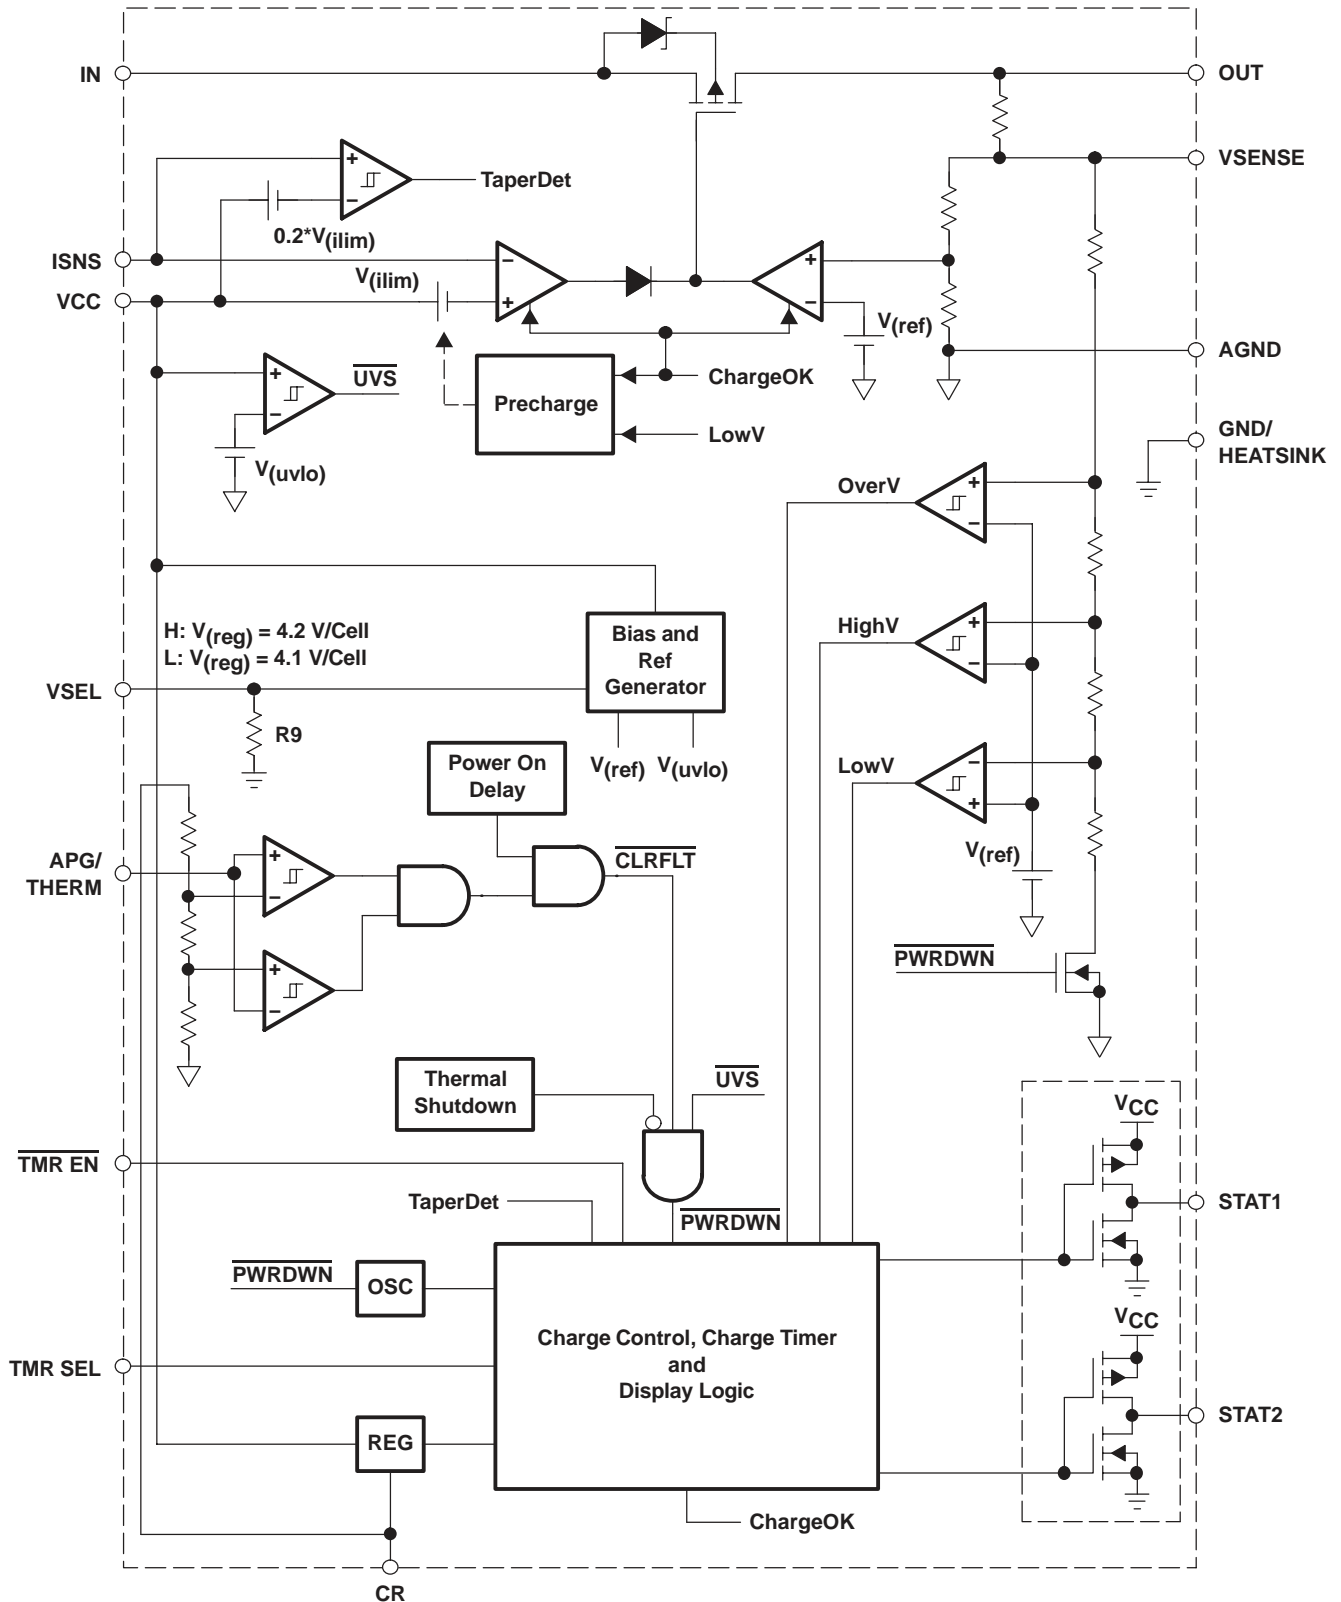 IN
OUT
VSENSE
+
−
TaperDet
0.2*V(ilim)
ISNS
VCC
V(ilim)
−
+
+
−
V(ref)
AGND
+
−
UVS
V(uvlo)
Precharge
ChargeOK
LowV
GND/
HEATSINK
OverV
+
−
H: V(reg) = 4.2 V/Cell
L: V(reg) = 4.1 V/Cell
Bias and
Ref
Generator
HighV
+
−
VSEL
R9
V(ref)
V(uvlo)
Power On
Delay
LowV
−
+
V(ref)
APG/
THERM
+
−
CLRFLT
+
−
PWRDWN
Thermal
Shutdown
UVS
VCC
TMR EN
TaperDet
PWRDWN
STAT1
PWRDWN
OSC
VCC
Charge Control, Charge Timer
and
Display Logic
TMR SEL
STAT2
REG
ChargeOK
CR